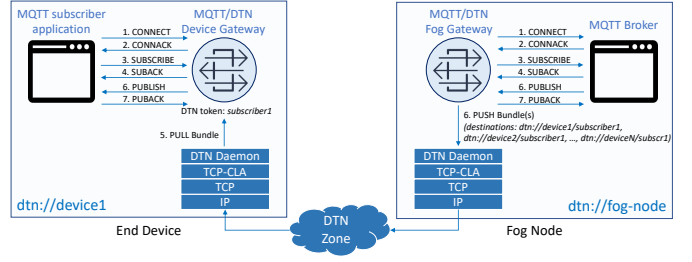 MQTT subscriber
application
MQTT/DTN
Device Gateway
1. CONNECT
2. CONNACK
3. SUBSCRIBE
4. SUBACK
6. PUBLISH
7. PUBACK
DTN token: subscriber1
5. PULL Bundle
DTN Daemon
TCP-CLA
TCP
IP
dtn://device1
End Device
DTN
Zone
MQTT/DTN
Fog Gateway
MQTT Broker
1. CONNECT
2. CONNACK
3. SUBSCRIBE
4. SUBACK
6. PUBLISH
7. PUBACK
6. PUSH Bundle(s)
(destinations: dtn://device1/subscriber1,
dtn://device2/subscriber1, ..., dtn://deviceN/subscr1)
DTN Daemon
TCP-CLA
TCP
IP
dtn://fog-node
Fog Node